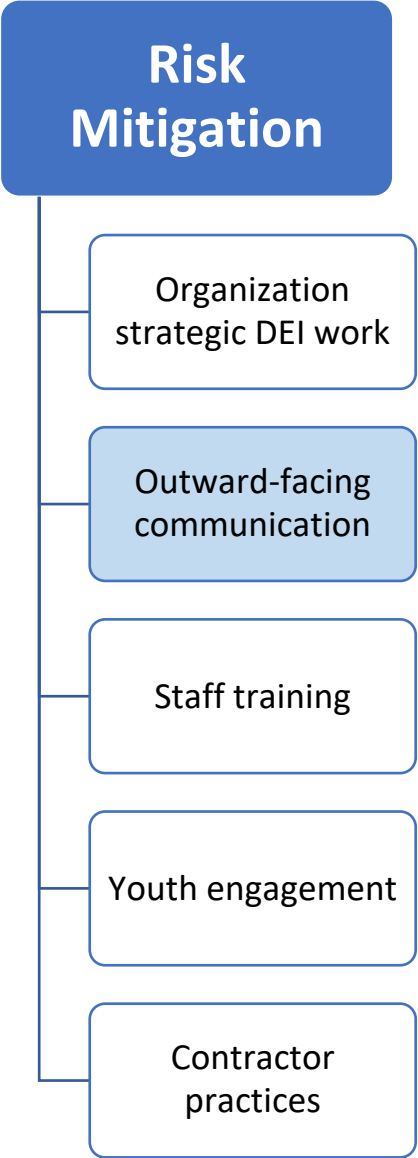 Risk
Mitigation
Organization
strategic DEI work
Outward-facing
communication
Staff training
Youth engagement
Contractor
practices